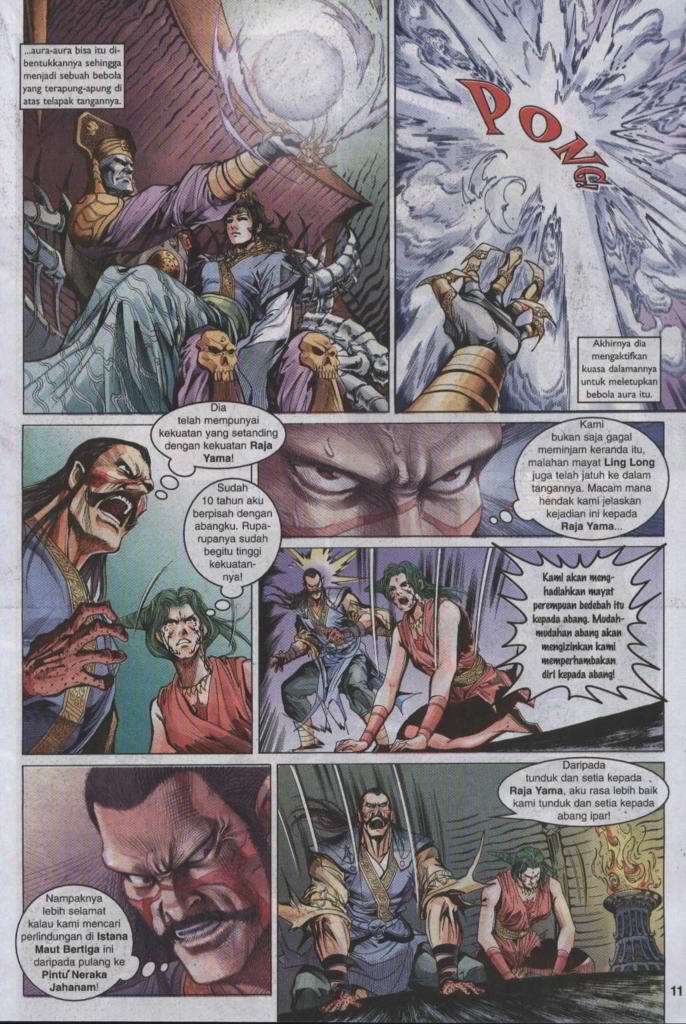 ...aura-aura bisa itu di-
bentukkannya sehingga
menjadi sebuah bebola
yang terapung-apung di
atas telapak tangannya.
PONG!
Akhirnya dia
mengaktifkan
kuasa dalamannya
untuk meletupkan
bebola aura itu.
Dia
telah mempunyai
kekuatan yang setanding
dengan kekuatan Raja
Yama!
Sudah
10 tahun aku
berpisah dengan
abangku. Rupa-
rupanya sudah
begitu tinggi
kekuatan-
nya!
Kami
bukan saja gagal
meminjam keranda itu,
malahan mayat Ling Long
juga telah jatuh ke dalam
tangannya. Macam mana
hendak kami jelaskan
kejadian ini kepada
Raja Yama...
Kami akan meng-
hadiahkan mayat
perempuan bedebah itu
kepada abang. Mudah-
mudahan abang akan
mengizinkan kami
memperhambakan
diri kepada abang!
Nampaknya
lebih selamat
kalau kami mencari
perlindungan di Istana
Maut Bertiga ini
daripada pulang ke
Pintu Neraka
Jahanam!
Daripada
tunduk dan setia kepada
Raja Yama, aku rasa lebih baik
kami tunduk dan setia kepada
abang ipar!
11